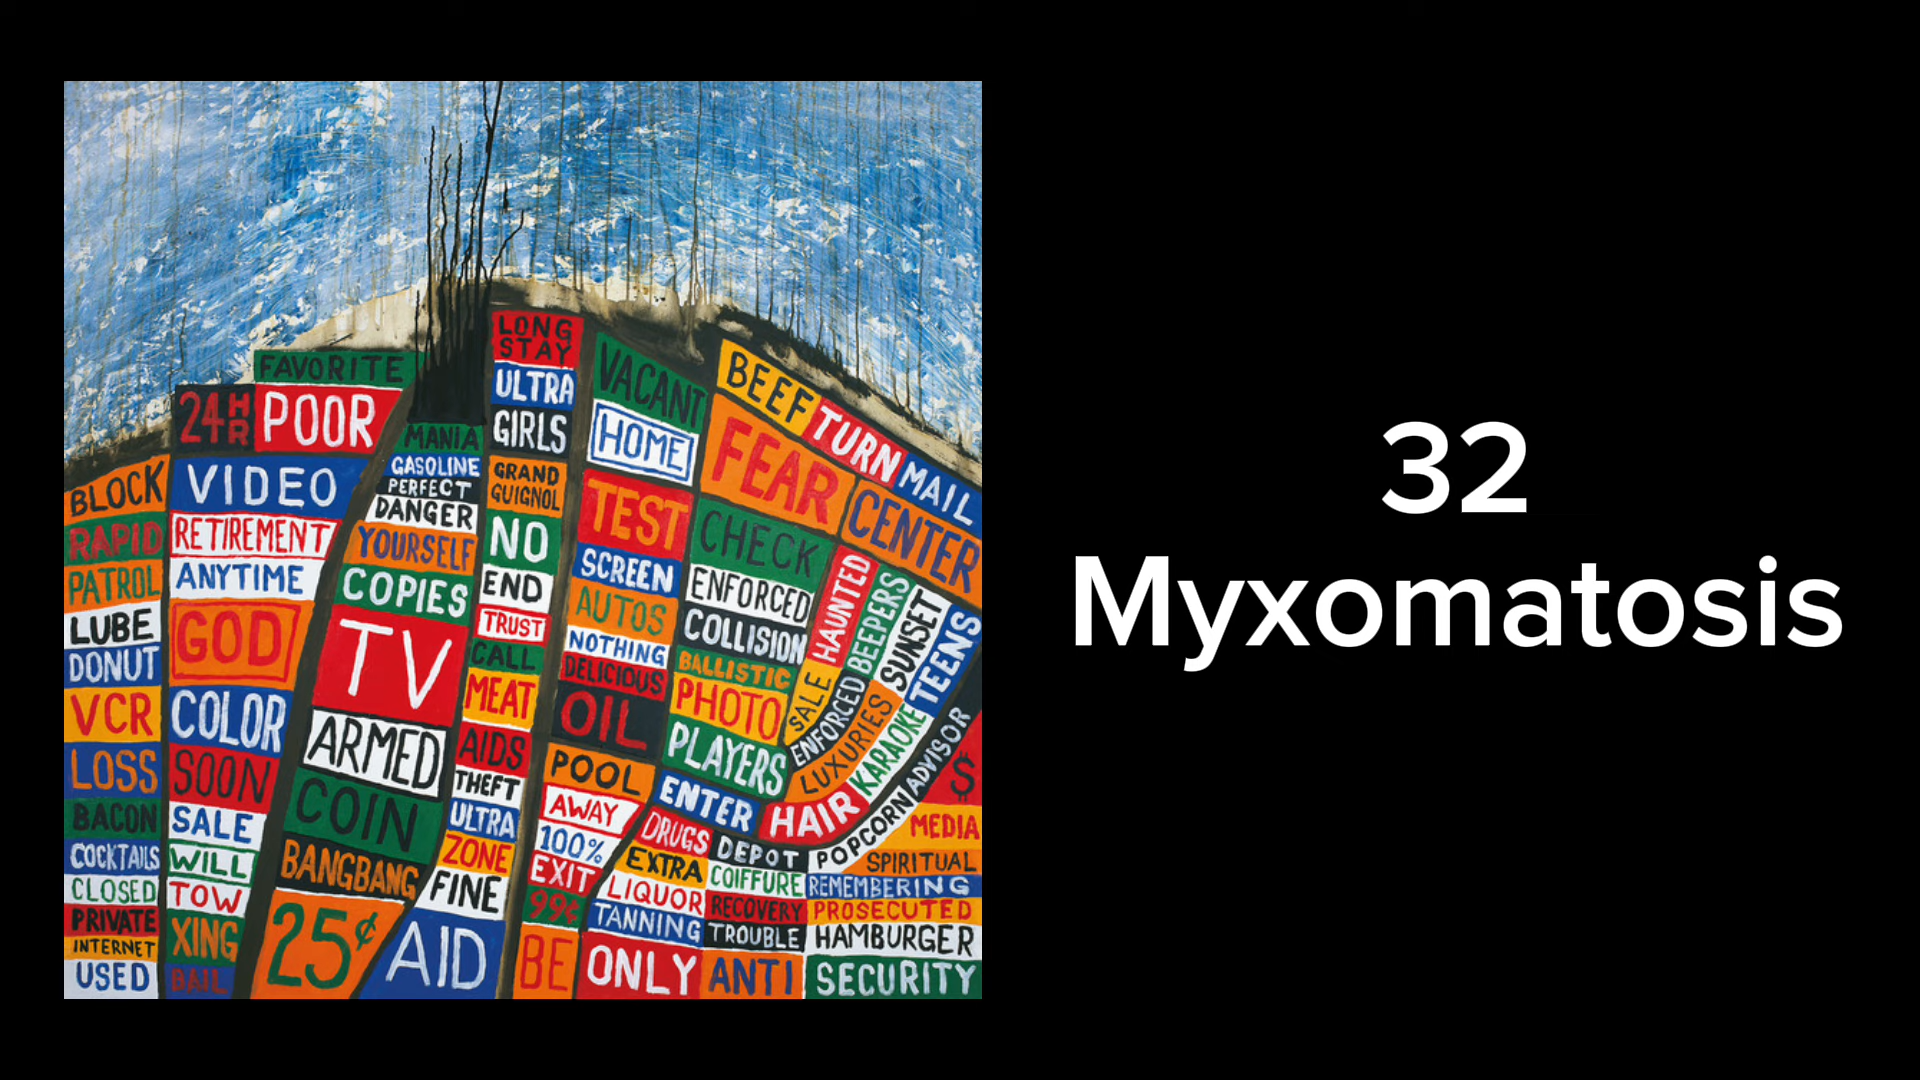 FAVORITE
24 HR
POOR
BLOCK
VIDEO
RAPID
RETIREMENT
PATROL
ANYTIME
LUBE
GOD
DONUT
VCR
COLOR
LOSS
SOON
BACON
SALE
COCKTAILS
WILL
CLOSED
TOW
PRIVATE
XING
INTERNET
USED
BAIL
MANIA
GASOLINE
PERFECT
DANGER
YOURSELF
COPIES
TV
ARMED
COIN
BANGBANG
25¢
LONG
STAY
ULTRA
GIRLS
GRAND
GUIGNOL
NO
END
TRUST
CALL
MEAT
AIDS
THEFT
ULTRA
ZONE
FINE
AID
VACANT
HOME
TEST
SCREEN
AUTOS
NOTHING
DELICIOUS
OIL
POOL
AWAY
100%
EXIT
99¢
BE
BEEF
TURN
MAIL
FEAR
CENTER
CHECK
ENFORCED
COLLISION
BALLISTIC
PHOTO
PLAYERS
ENTER
HAUNTED
BEEPERS
SUNSET
TEENS
SALE
ENFORCED
LUXURIES
KARAOKE
HAIR
POPCORN ADVISOR
$
DRUGS
DEPOT
MEDIA
EXTRA
COIFFURE
SPIRITUAL
LIQUOR
RECOVERY
REMEMBERING
TANNING
TROUBLE
PROSECUTED
HAMBURGER
ONLY
ANTI
SECURITY
32
Myxomatosis